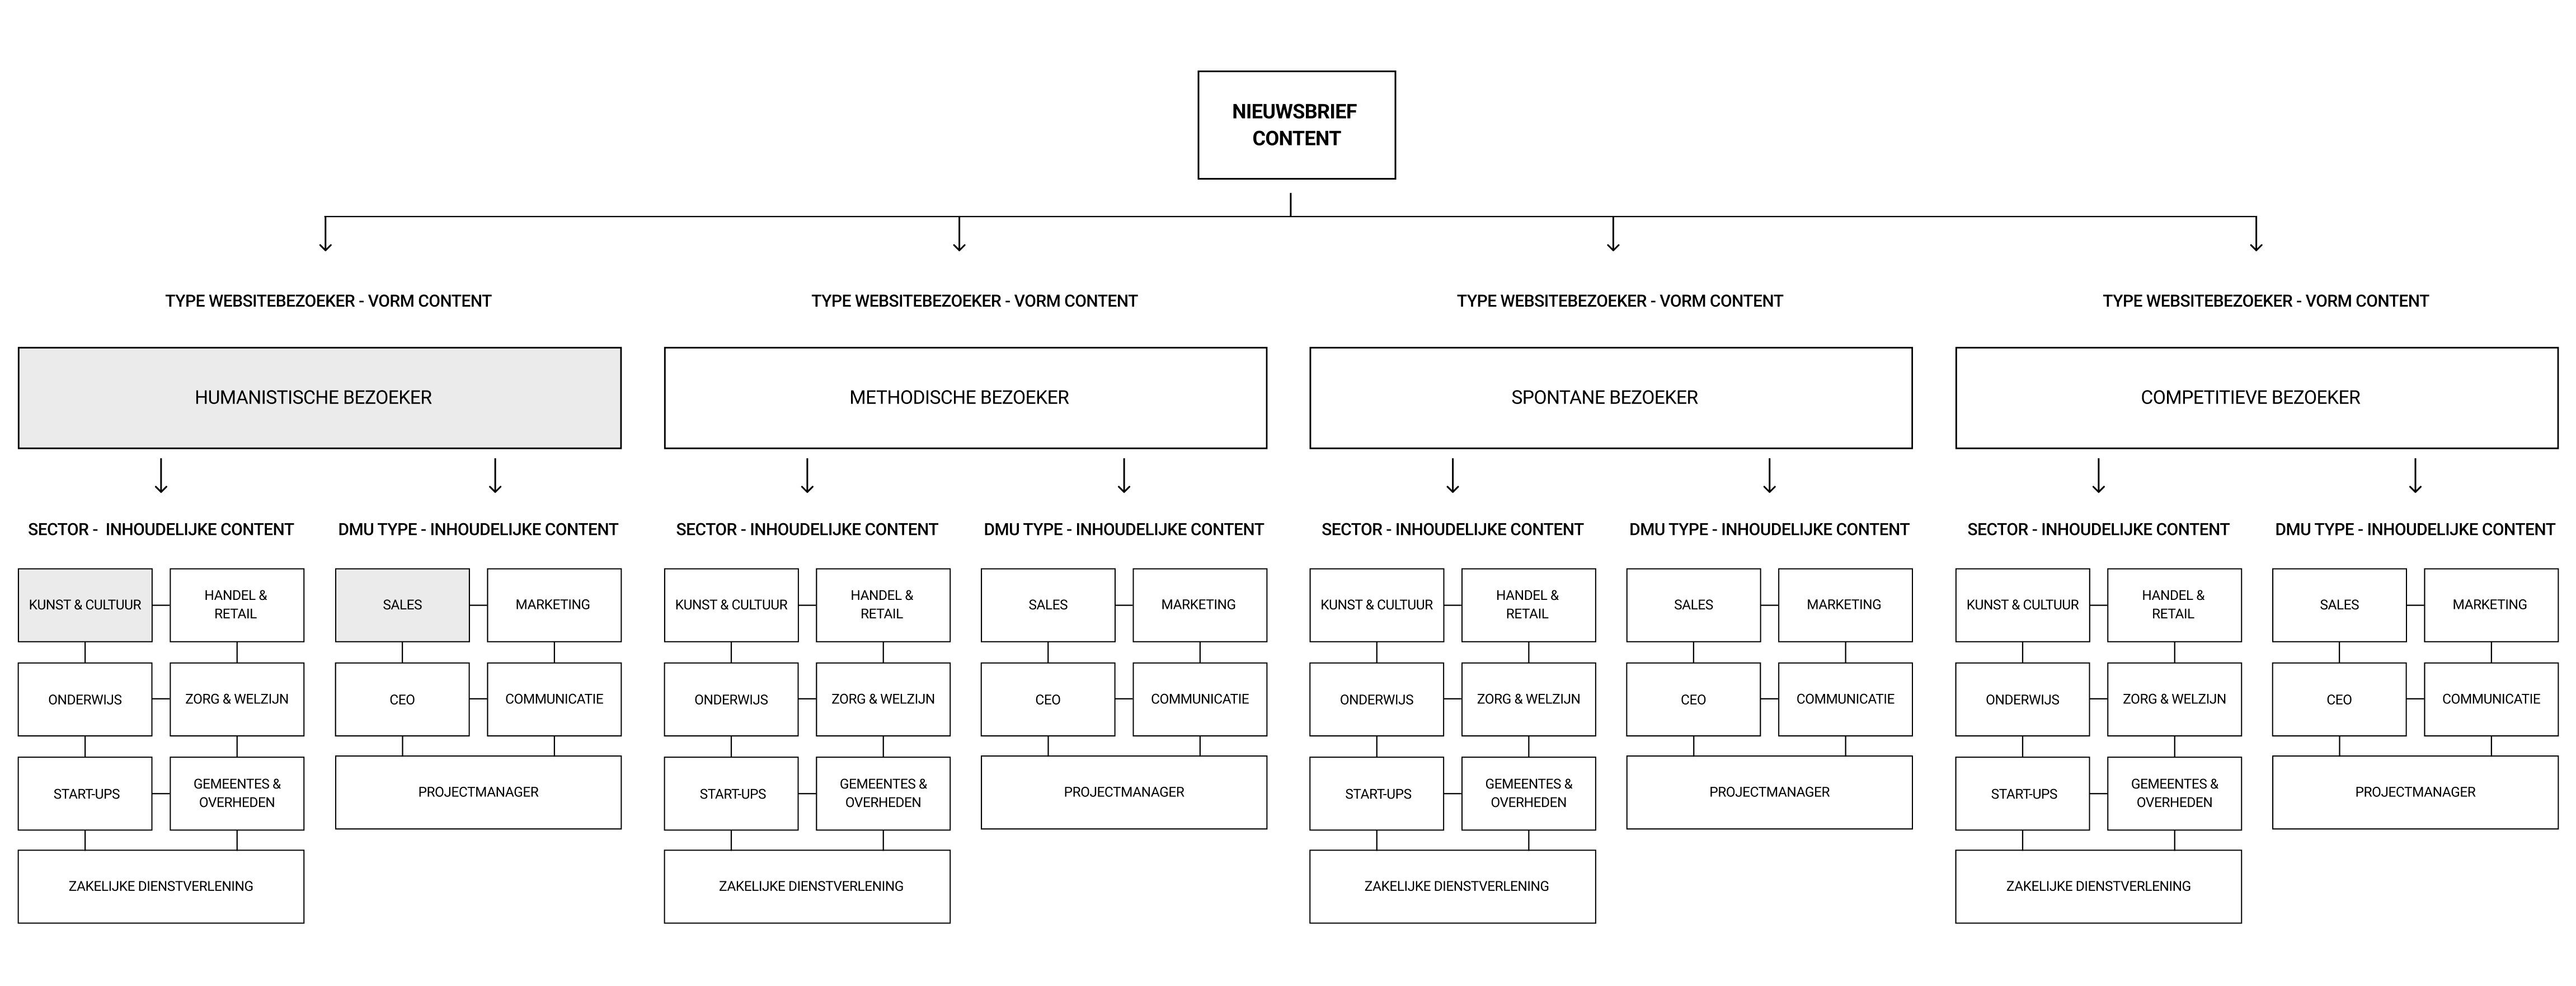 NIEUWSBRIEF
CONTENT
TYPE WEBSITEBEZOEKER - VORM CONTENT
TYPE WEBSITEBEZOEKER - VORM CONTENT
TYPE WEBSITEBEZOEKER - VORM CONTENT
TYPE WEBSITEBEZOEKER - VORM CONTENT
HUMANISTISCHE BEZOEKER
METHODISCHE BEZOEKER
SPONTANE BEZOEKER
COMPETITIEVE BEZOEKER
SECTOR - INHOUDELIJKE CONTENT
KUNST & CULTUUR
HANDEL &
RETAIL
ONDERWIJS
ZORG & WELZIJN
START-UPS
GEMEENTES &
OVERHEDEN
ZAKELIJKE DIENSTVERLENING
DMU TYPE - INHOUDELIJKE CONTENT
SALES
MARKETING
CEO
COMMUNICATIE
PROJECTMANAGER
SECTOR - INHOUDELIJKE CONTENT
KUNST & CULTUUR
HANDEL &
RETAIL
ONDERWIJS
ZORG & WELZIJN
START-UPS
GEMEENTES &
OVERHEDEN
ZAKELIJKE DIENSTVERLENING
DMU TYPE - INHOUDELIJKE CONTENT
SALES
MARKETING
CEO
COMMUNICATIE
PROJECTMANAGER
SECTOR - INHOUDELIJKE CONTENT
KUNST & CULTUUR
HANDEL &
RETAIL
ONDERWIJS
ZORG & WELZIJN
START-UPS
GEMEENTES &
OVERHEDEN
ZAKELIJKE DIENSTVERLENING
DMU TYPE - INHOUDELIJKE CONTENT
SALES
MARKETING
CEO
COMMUNICATIE
PROJECTMANAGER
SECTOR - INHOUDELIJKE CONTENT
KUNST & CULTUUR
HANDEL &
RETAIL
ONDERWIJS
ZORG & WELZIJN
START-UPS
GEMEENTES &
OVERHEDEN
ZAKELIJKE DIENSTVERLENING
DMU TYPE - INHOUDELIJKE CONTENT
SALES
MARKETING
CEO
COMMUNICATIE
PROJECTMANAGER